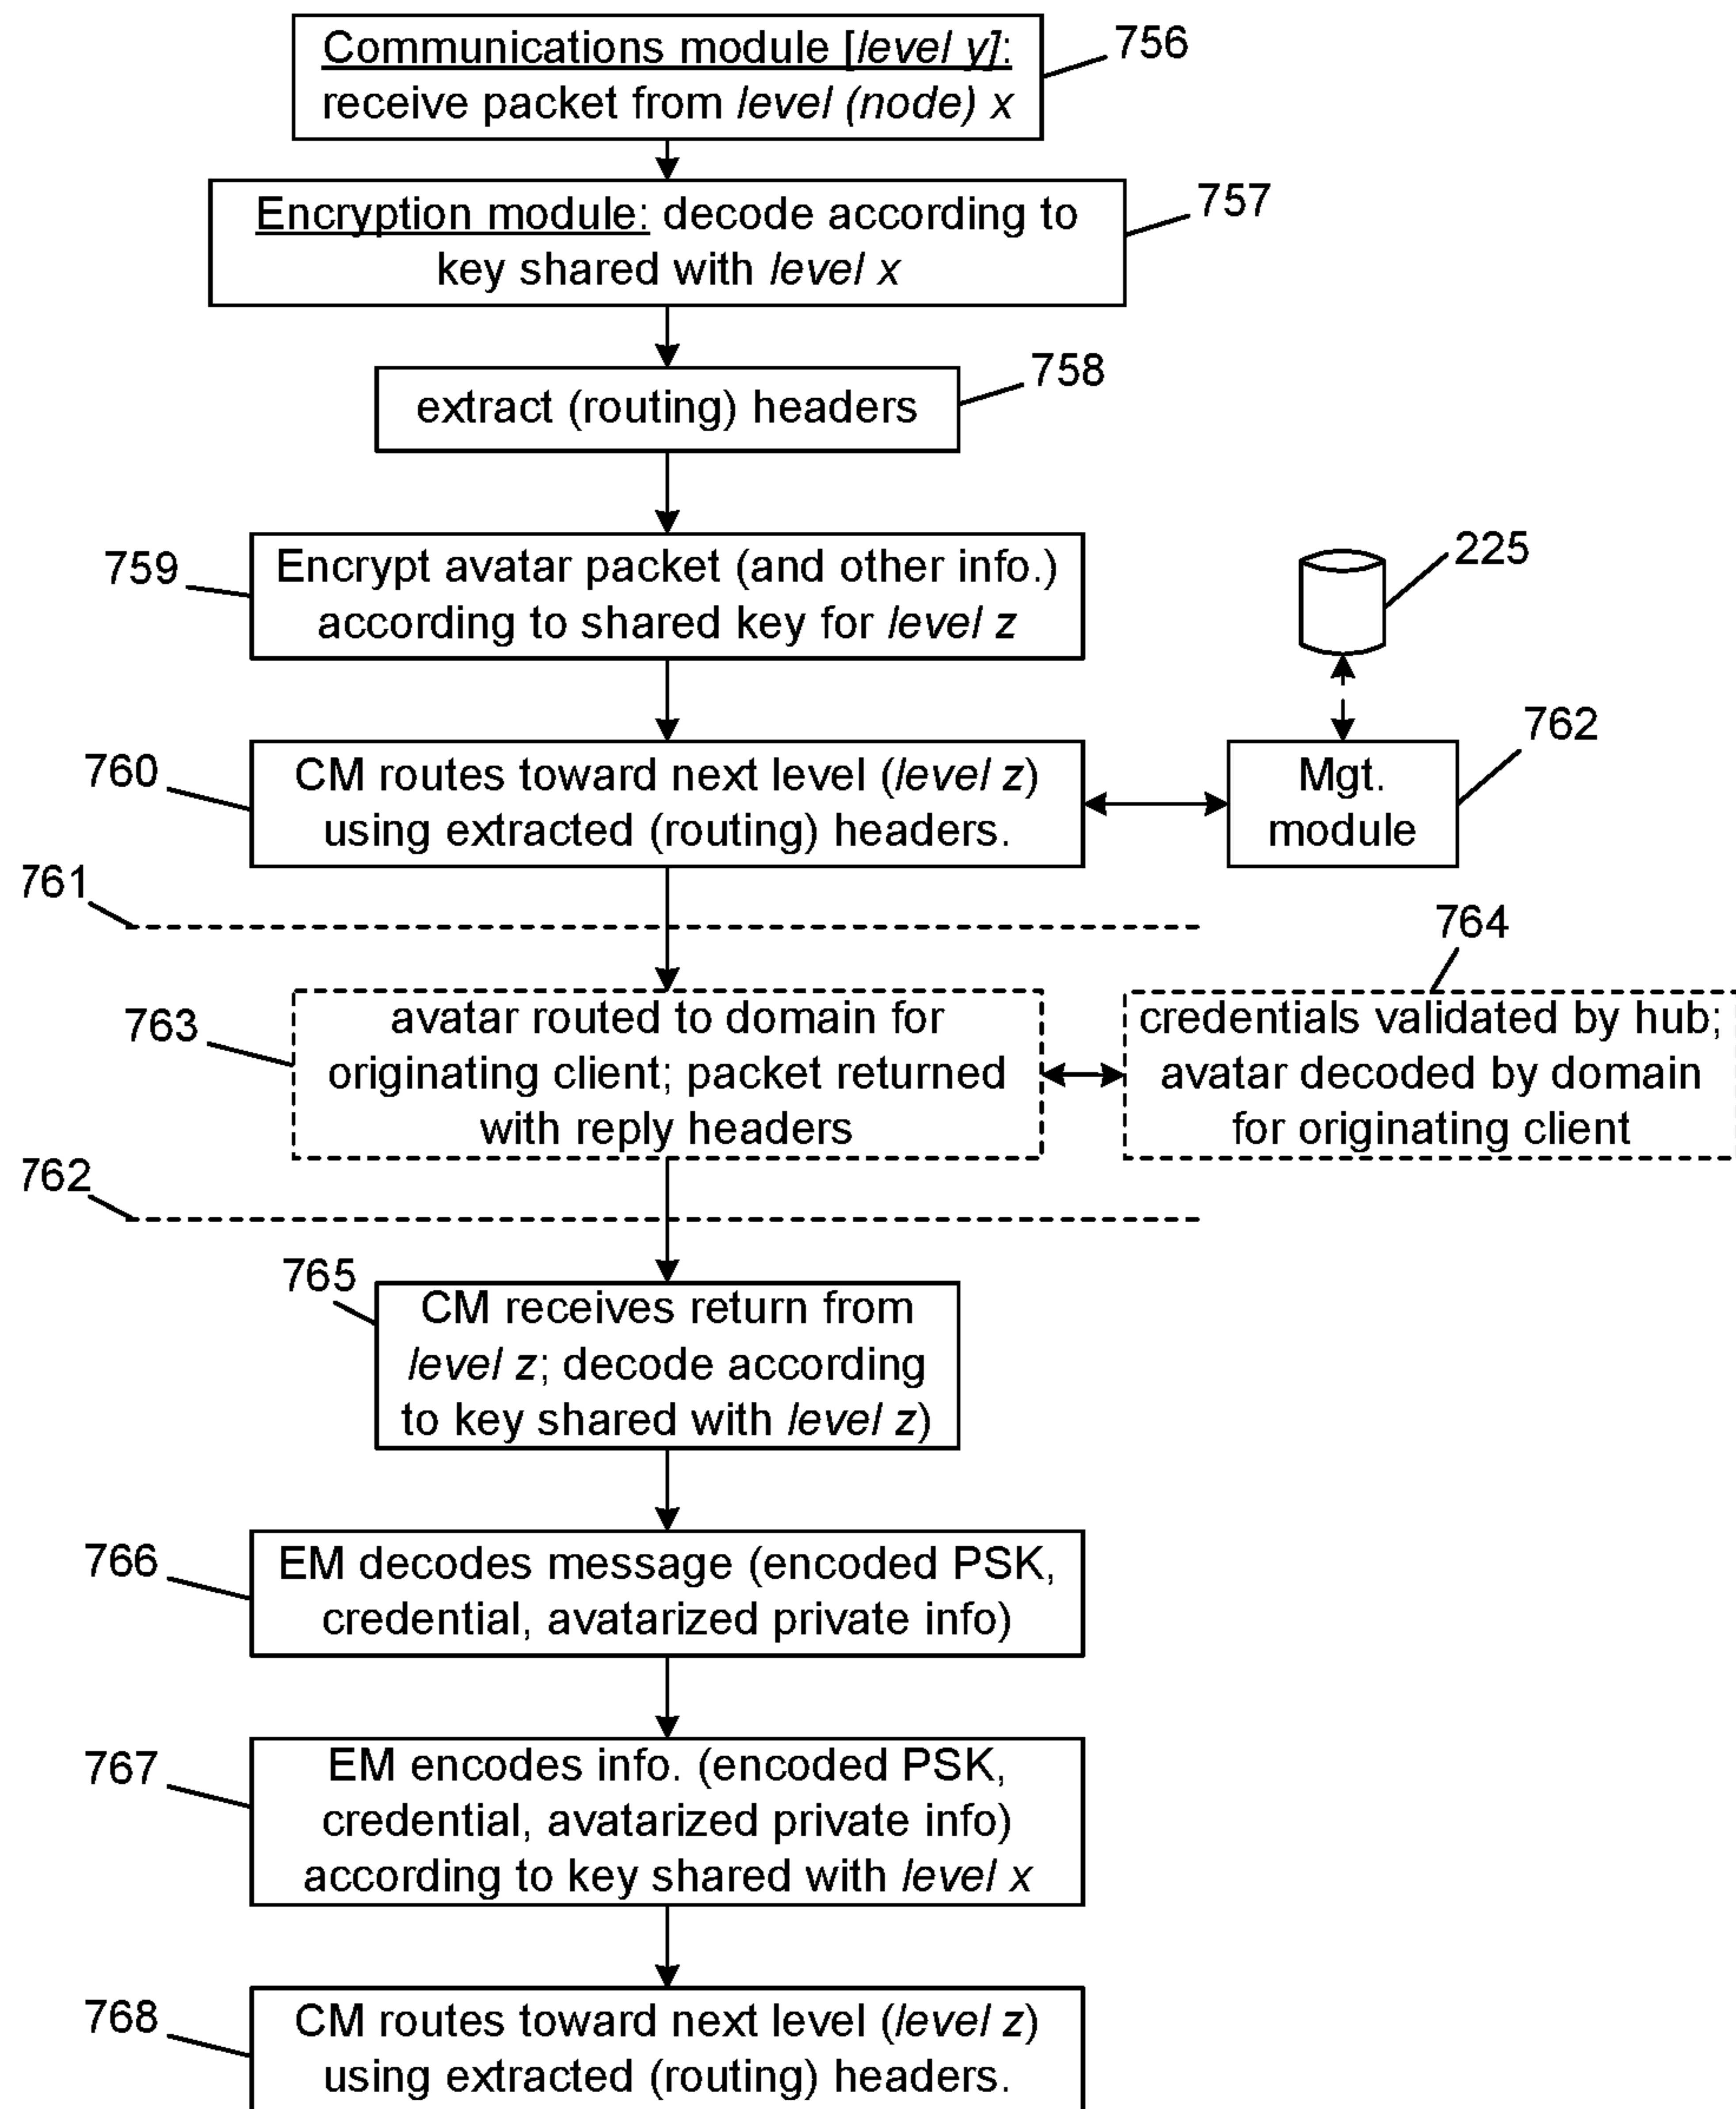 Communications module [level y]:
receive packet from level (node) x
756
Encryption module: decode according to
key shared with level x
757
extract (routing) headers
758
759
Encrypt avatar packet (and other info.)
according to shared key for level z
225
760
CM routes toward next level (level z)
using extracted (routing) headers.
Mgt.
module
762
761
764
763
avatar routed to domain for
originating client; packet returned
with reply headers
credentials validated by hub;
avatar decoded by domain
for originating client
762
765
CM receives return from
level z; decode according
to key shared with level z)
766
EM decodes message (encoded PSK,
credential, avatarized private info)
767
EM encodes info. (encoded PSK,
credential, avatarized private info)
according to key shared with level x
768
CM routes toward next level (level z)
using extracted (routing) headers.